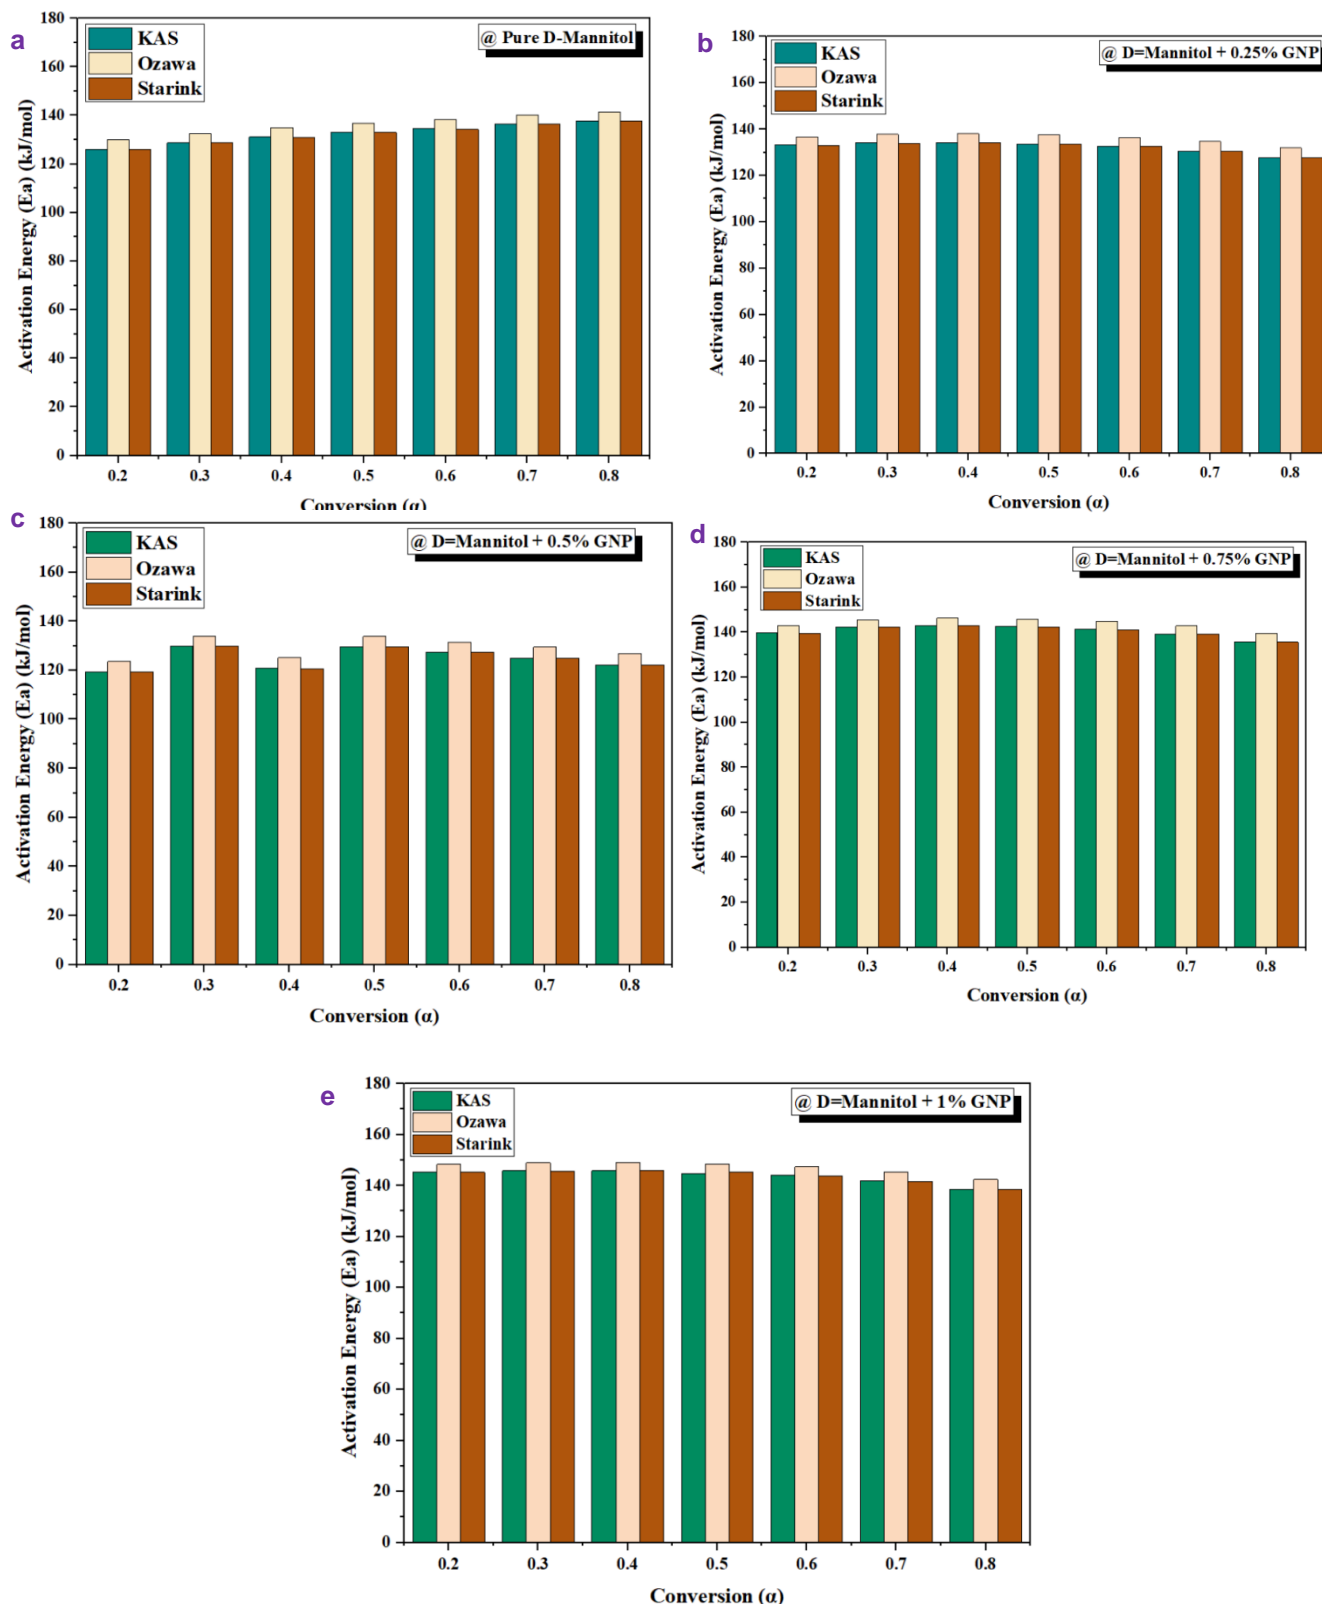 a
KAS
Ozawa
Starink
@ Pure D-Mannitol
Activation Energy (Ea) (kJ/mol)
180
160
140
120
100
80
60
40
20
0
0.2 0.3 0.4 0.5 0.6 0.7 0.8
Conversion (α)
b
KAS
Ozawa
Starink
@ D=Mannitol + 0.25% GNP
Activation Energy (Ea) (kJ/mol)
180
160
140
120
100
80
60
40
20
0
0.2 0.3 0.4 0.5 0.6 0.7 0.8
Conversion (α)
c
KAS
Ozawa
Starink
@ D=Mannitol + 0.5% GNP
Activation Energy (Ea) (kJ/mol)
180
160
140
120
100
80
60
40
20
0
0.2 0.3 0.4 0.5 0.6 0.7 0.8
Conversion (α)
d
KAS
Ozawa
Starink
@ D=Mannitol + 0.75% GNP
Activation Energy (Ea) (kJ/mol)
180
160
140
120
100
80
60
40
20
0
0.2 0.3 0.4 0.5 0.6 0.7 0.8
Conversion (α)
e
KAS
Ozawa
Starink
@ D=Mannitol + 1% GNP
Activation Energy (Ea) (kJ/mol)
180
160
140
120
100
80
60
40
20
0
0.2 0.3 0.4 0.5 0.6 0.7 0.8
Conversion (α)